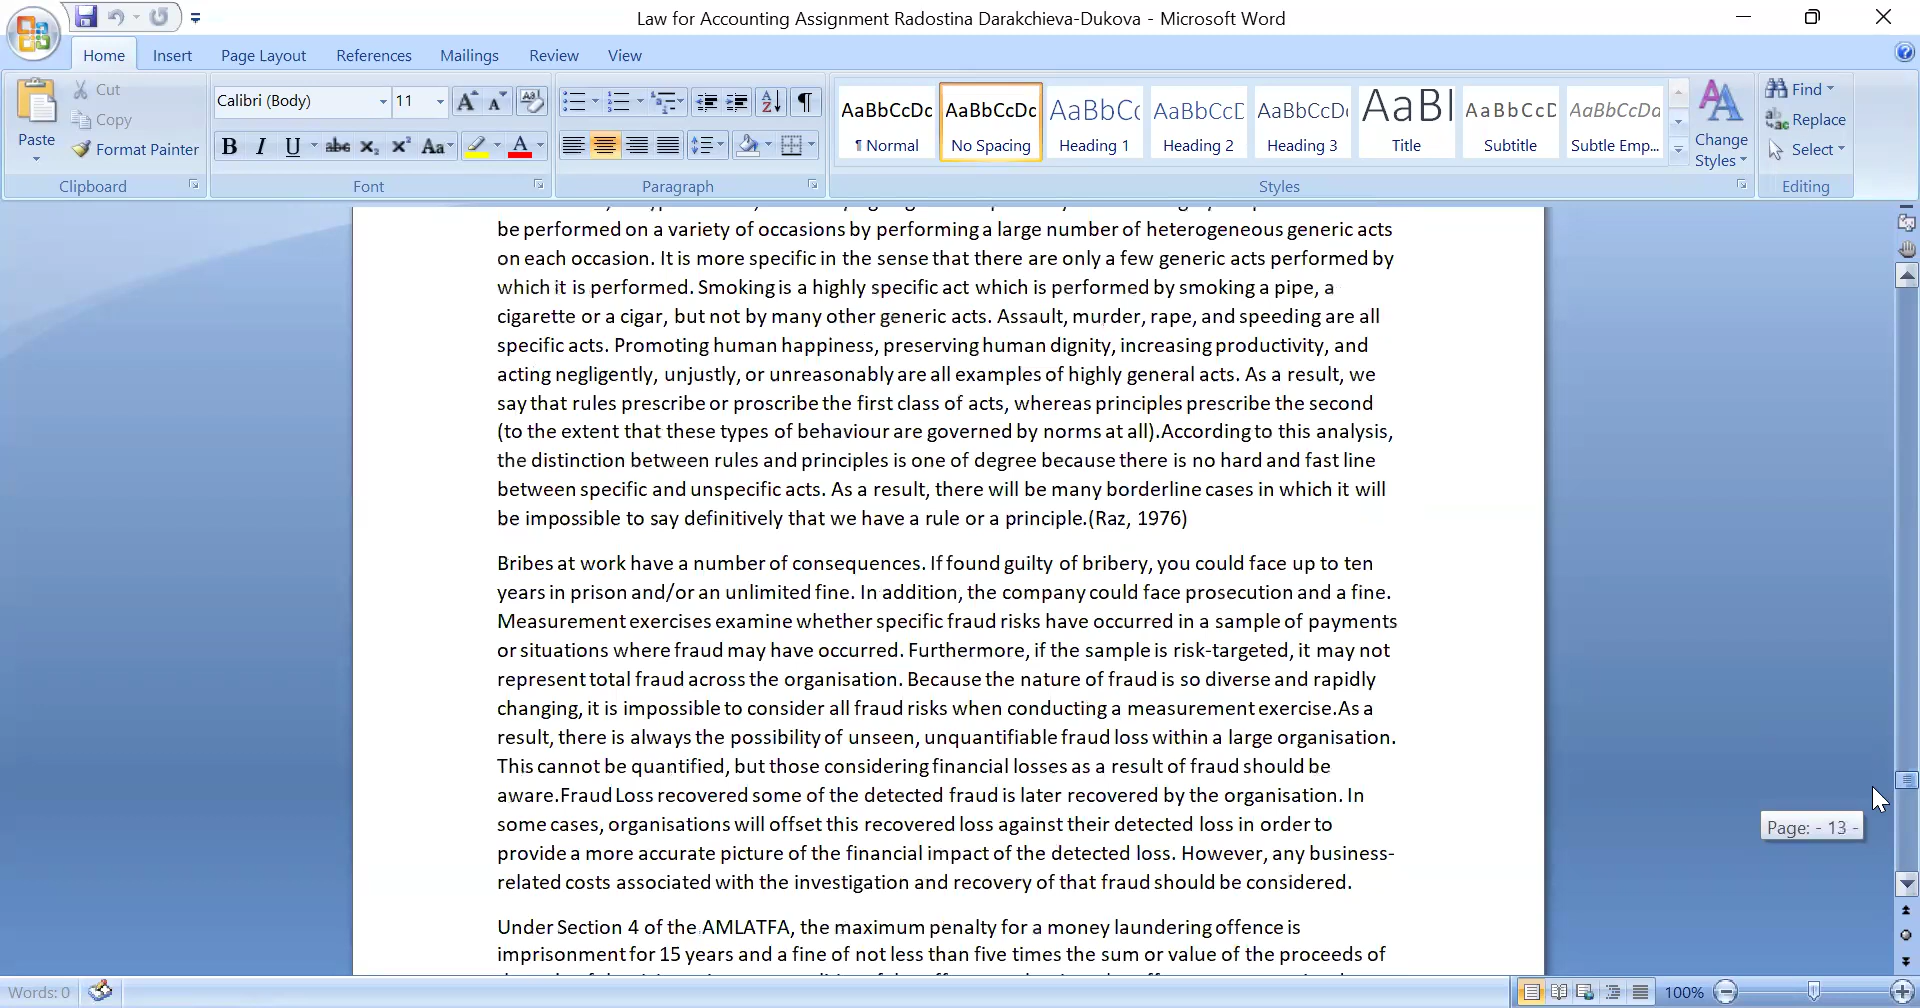 Law for Accounting Assignment Radostina Darakchieva-Dukova - Microsoft Word
Home Insert Page Layout References Mailings Review View
Paste
Cut
Copy
Format Painter
Clipboard
Calibri (Body) 11
Font
Paragraph
AaBbCcDc AaBbCcDc AaBbCc AaBbCcD AaBbCcDc AaBl AaBbCcD AaBbCcDc
¶ Normal No Spacing Heading 1 Heading 2 Heading 3 Title Subtitle Subtle Emp...
Change Styles
Styles
Find
Replace
Select
Editing
be performed on a variety of occasions by performing a large number of heterogeneous generic acts
on each occasion. It is more specific in the sense that there are only a few generic acts performed by
which it is performed. Smoking is a highly specific act which is performed by smoking a pipe, a
cigarette or a cigar, but not by many other generic acts. Assault, murder, rape, and speeding are all
specific acts. Promoting human happiness, preserving human dignity, increasing productivity, and
acting negligently, unjustly, or unreasonably are all examples of highly general acts. As a result, we
say that rules prescribe or proscribe the first class of acts, whereas principles prescribe the second
(to the extent that these types of behaviour are governed by norms at all).According to this analysis,
the distinction between rules and principles is one of degree because there is no hard and fast line
between specific and unspecific acts. As a result, there will be many borderline cases in which it will
be impossible to say definitively that we have a rule or a principle.(Raz, 1976)
Bribes at work have a number of consequences. If found guilty of bribery, you could face up to ten
years in prison and/or an unlimited fine. In addition, the company could face prosecution and a fine.
Measurement exercises examine whether specific fraud risks have occurred in a sample of payments
or situations where fraud may have occurred. Furthermore, if the sample is risk-targeted, it may not
represent total fraud across the organisation. Because the nature of fraud is so diverse and rapidly
changing, it is impossible to consider all fraud risks when conducting a measurement exercise.As a
result, there is always the possibility of unseen, unquantifiable fraud loss within a large organisation.
This cannot be quantified, but those considering financial losses as a result of fraud should be
aware.Fraud Loss recovered some of the detected fraud is later recovered by the organisation. In
some cases, organisations will offset this recovered loss against their detected loss in order to
provide a more accurate picture of the financial impact of the detected loss. However, any business-
related costs associated with the investigation and recovery of that fraud should be considered.
Under Section 4 of the AMLATFA, the maximum penalty for a money laundering offence is
imprisonment for 15 years and a fine of not less than five times the sum or value of the proceeds of
Page: - 13 -
Words: 0
100%